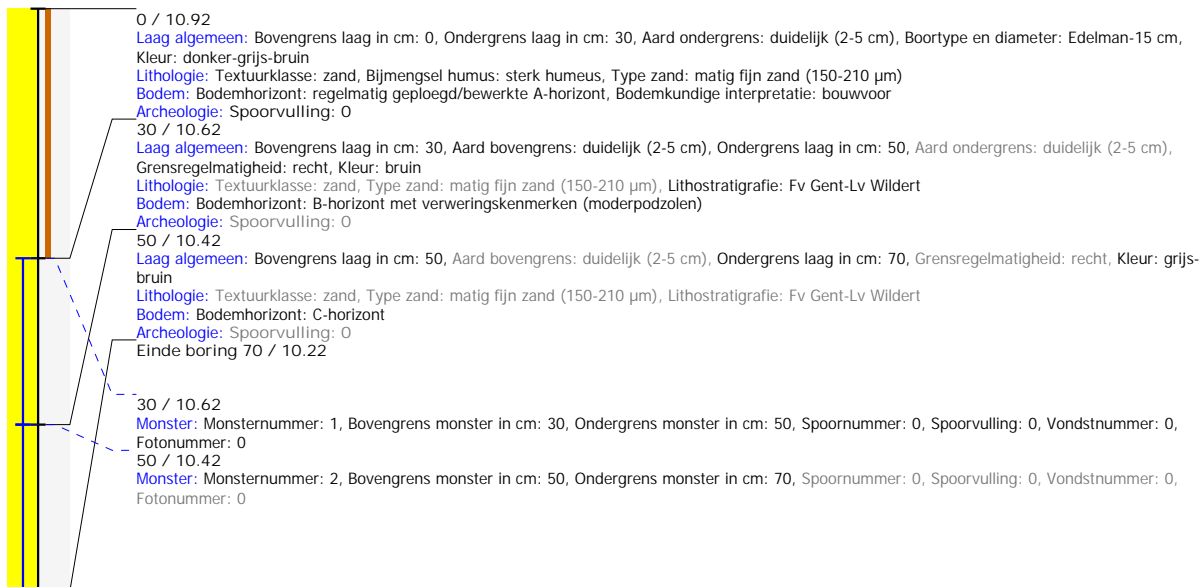 0 / 10.92
Laag algemeen: Bovengrens laag in cm: 0, Ondergrens laag in cm: 30, Aard ondergrens: duidelijk (2-5 cm), Boortype en diameter: Edelman-15 cm,
Kleur: donker-grijs-bruin
Lithologie: Textuurklasse: zand, Bijmengsel humus: sterk humeus, Type zand: matig fijn zand (150-210 µm)
Bodem: Bodemhorizont: regelmatig geploegd/bewerkte A-horizont, Bodemkundige interpretatie: bouwvoor
Archeologie: Spoorvulling: 0
30 / 10.62
Laag algemeen: Bovengrens laag in cm: 30, Aard bovengrens: duidelijk (2-5 cm), Ondergrens laag in cm: 50, Aard ondergrens: duidelijk (2-5 cm),
Grensregelmatigheid: recht, Kleur: bruin
Lithologie: Textuurklasse: zand, Type zand: matig fijn zand (150-210 µm), Lithostratigrafie: Fv Gent-Lv Wildert
Bodem: Bodemhorizont: B-horizont met verweringskenmerken (moderpodzolen)
Archeologie: Spoorvulling: 0
50 / 10.42
Laag algemeen: Bovengrens laag in cm: 50, Aard bovengrens: duidelijk (2-5 cm), Ondergrens laag in cm: 70, Grensregelmatigheid: recht, Kleur: grijs-
bruin
Lithologie: Textuurklasse: zand, Type zand: matig fijn zand (150-210 µm), Lithostratigrafie: Fv Gent-Lv Wildert
Bodem: Bodemhorizont: C-horizont
Archeologie: Spoorvulling: 0
Einde boring 70 / 10.22
30 / 10.62
Monster: Monsternummer: 1, Bovengrens monster in cm: 30, Ondergrens monster in cm: 50, Spoornummer: 0, Spoorvulling: 0, Vondstnummer: 0,
Fotonummer: 0
50 / 10.42
Monster: Monsternummer: 2, Bovengrens monster in cm: 50, Ondergrens monster in cm: 70, Spoornummer: 0, Spoorvulling: 0, Vondstnummer: 0,
Fotonummer: 0